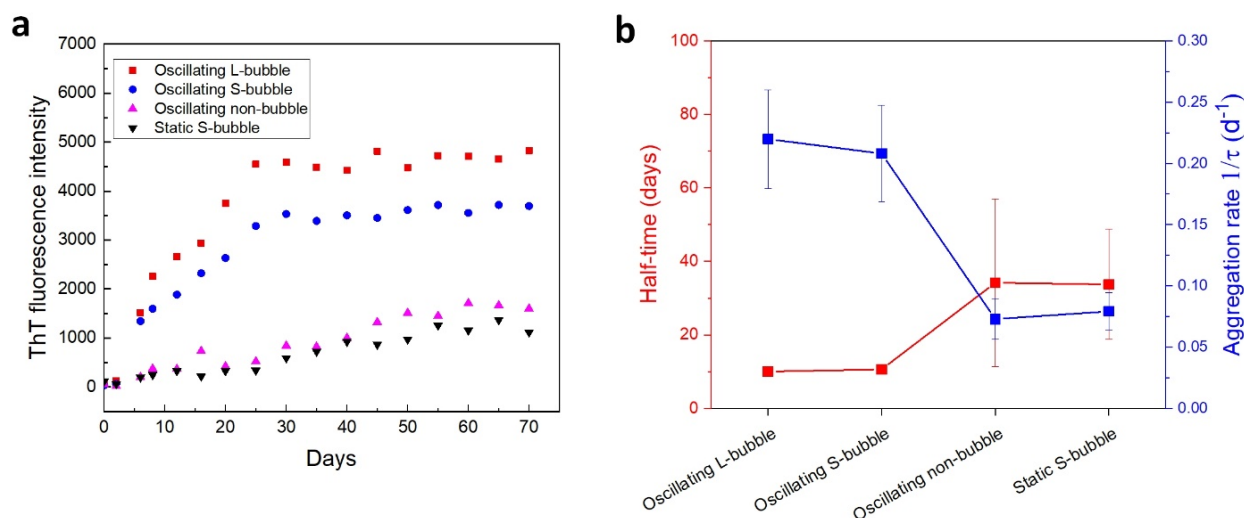 a
7000
6000
5000
4000
3000
2000
1000
0
ThT fluorescence intensity
Oscillating L-bubble
Oscillating S-bubble
Oscillating non-bubble
Static S-bubble
0 10 20 30 40 50 60 70
Days
b
100
80
60
40
20
0
Half-time (days)
0.30
0.25
0.20
0.15
0.10
0.05
0.00
Aggregation rate 1/τ (d⁻¹)
Oscillating L-bubble
Oscillating S-bubble
Oscillating non-bubble
Static S-bubble